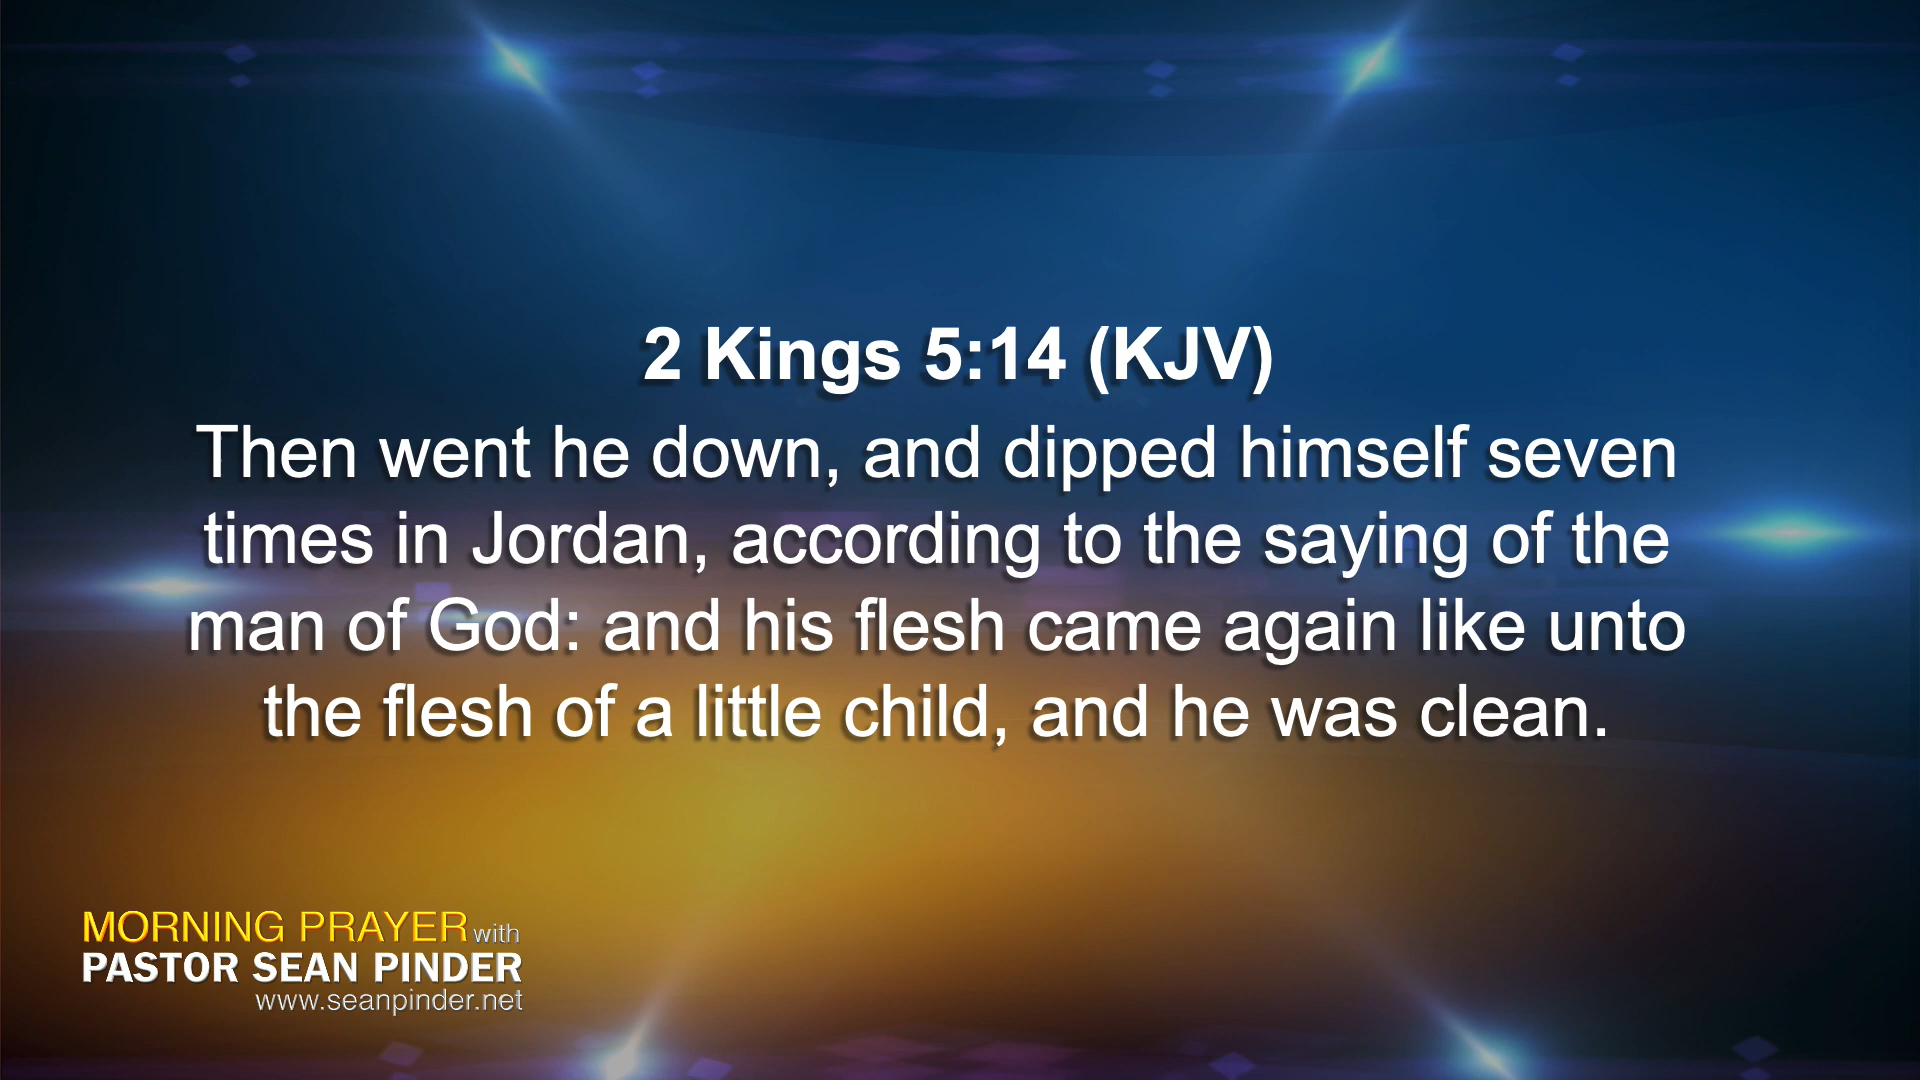 2 Kings 5:14 (KJV)
Then went he down, and dipped himself seven
times in Jordan, according to the saying of the
man of God: and his flesh came again like unto
the flesh of a little child, and he was clean.
MORNING PRAYER with
PASTOR SEAN PINDER
www.seanpinder.net